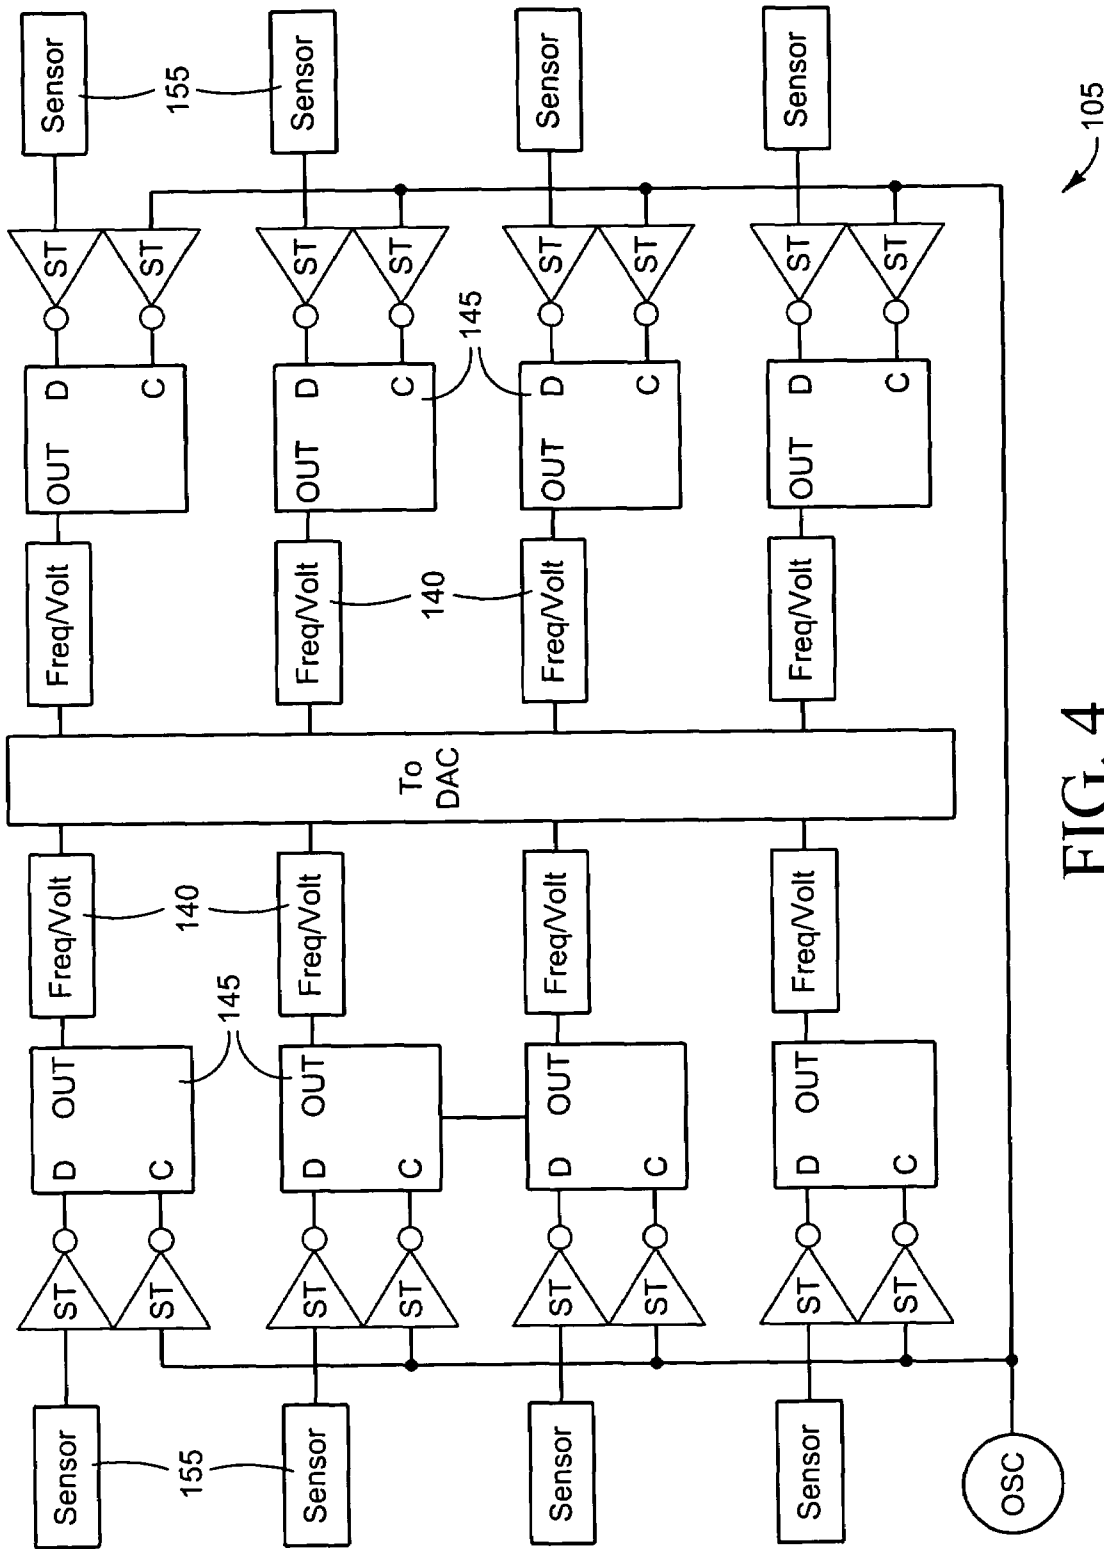 Sensor ST D OUT Freq/Volt Freq/Volt OUT D ST Sensor
ST C C ST
155 140 155
145
Sensor ST D OUT Freq/Volt Freq/Volt OUT D ST Sensor
ST C To C ST
DAC 140
145
Sensor ST D OUT Freq/Volt Freq/Volt OUT D ST Sensor
ST C C ST
Sensor ST D OUT Freq/Volt Freq/Volt OUT D ST Sensor
ST C C ST
OSC
FIG. 4
105